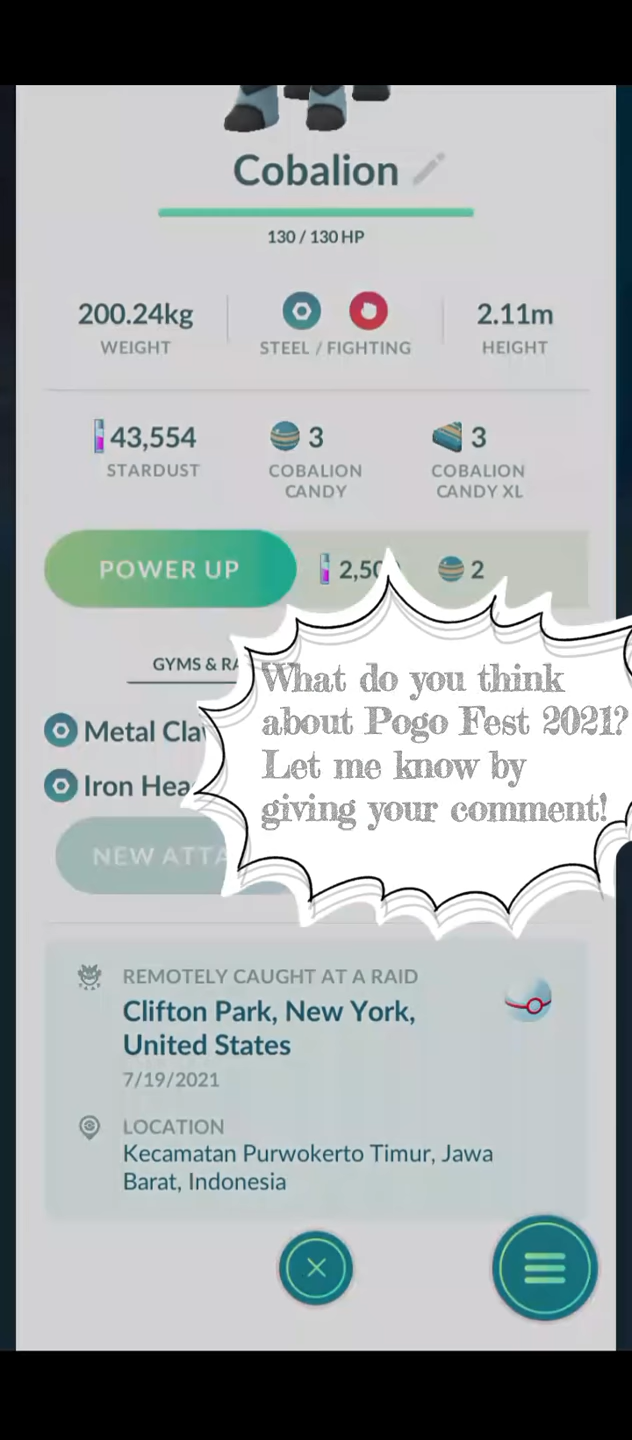 Cobalion
130 / 130 HP
200.24kg
WEIGHT
STEEL / FIGHTING
2.11m
HEIGHT
43,554
STARDUST
3
COBALION
CANDY
3
COBALION
CANDY XL
POWER UP
2
GYMS &
Metal
Iron
NEW
What do you think
about Pogo Fest 2021?
Let me know by
giving your comment!
REMOTELY CAUGHT AT A RAID
Clifton Park, New York,
United States
7/19/2021
LOCATION
Kecamatan Purwokerto Timur, Jawa
Barat, Indonesia